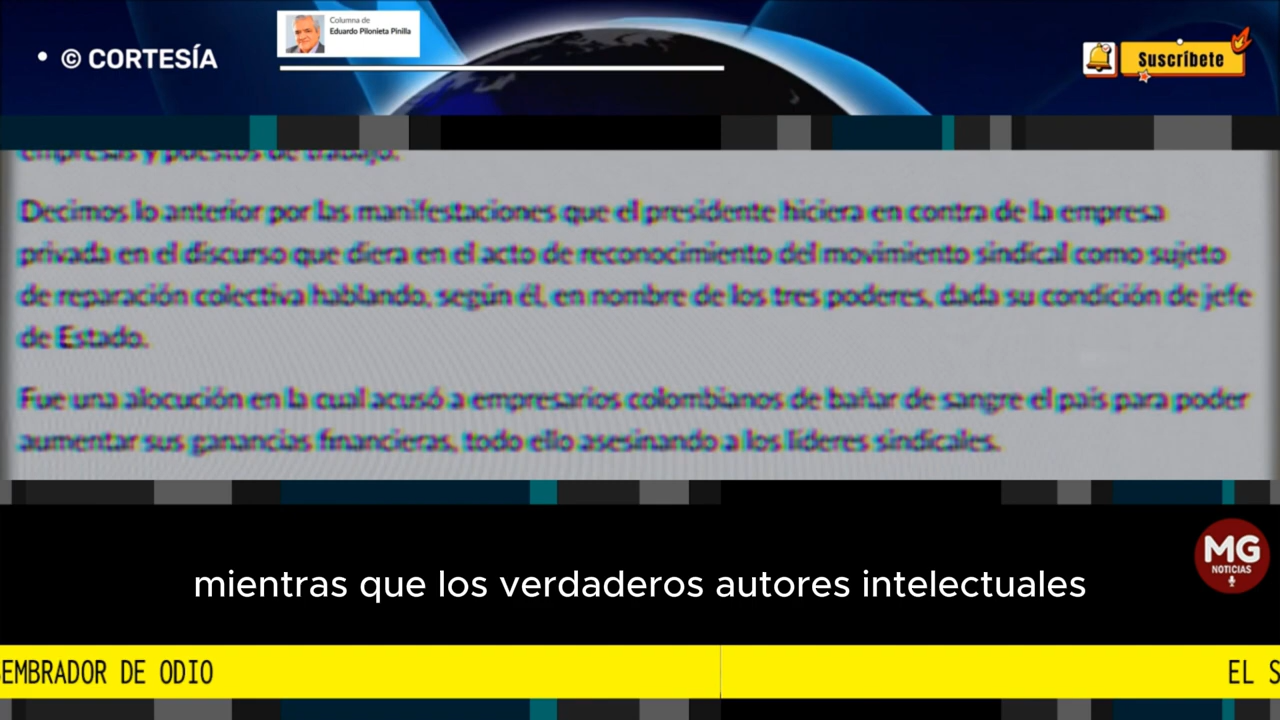 • © CORTESÍA
Columna de
Eduardo Pilonieta Pinilla
Suscríbete
empresas y puestos de trabajo.
Decimos lo anterior por las manifestaciones que el presidente hiciera en contra de la empresa
privada en el discurso que diera en el acto de reconocimiento del movimiento sindical como sujeto
de reparación colectiva hablando, según él, en nombre de los tres poderes, dada su condición de jefe
de Estado.
Fue una alocución en la cual acusó a empresarios colombianos de bañar de sangre el país para poder
aumentar sus ganancias financieras, todo ello asesinando a los líderes sindicales.
MG
NOTICIAS
mientras que los verdaderos autores intelectuales
SEMBRADOR DE ODIO EL S